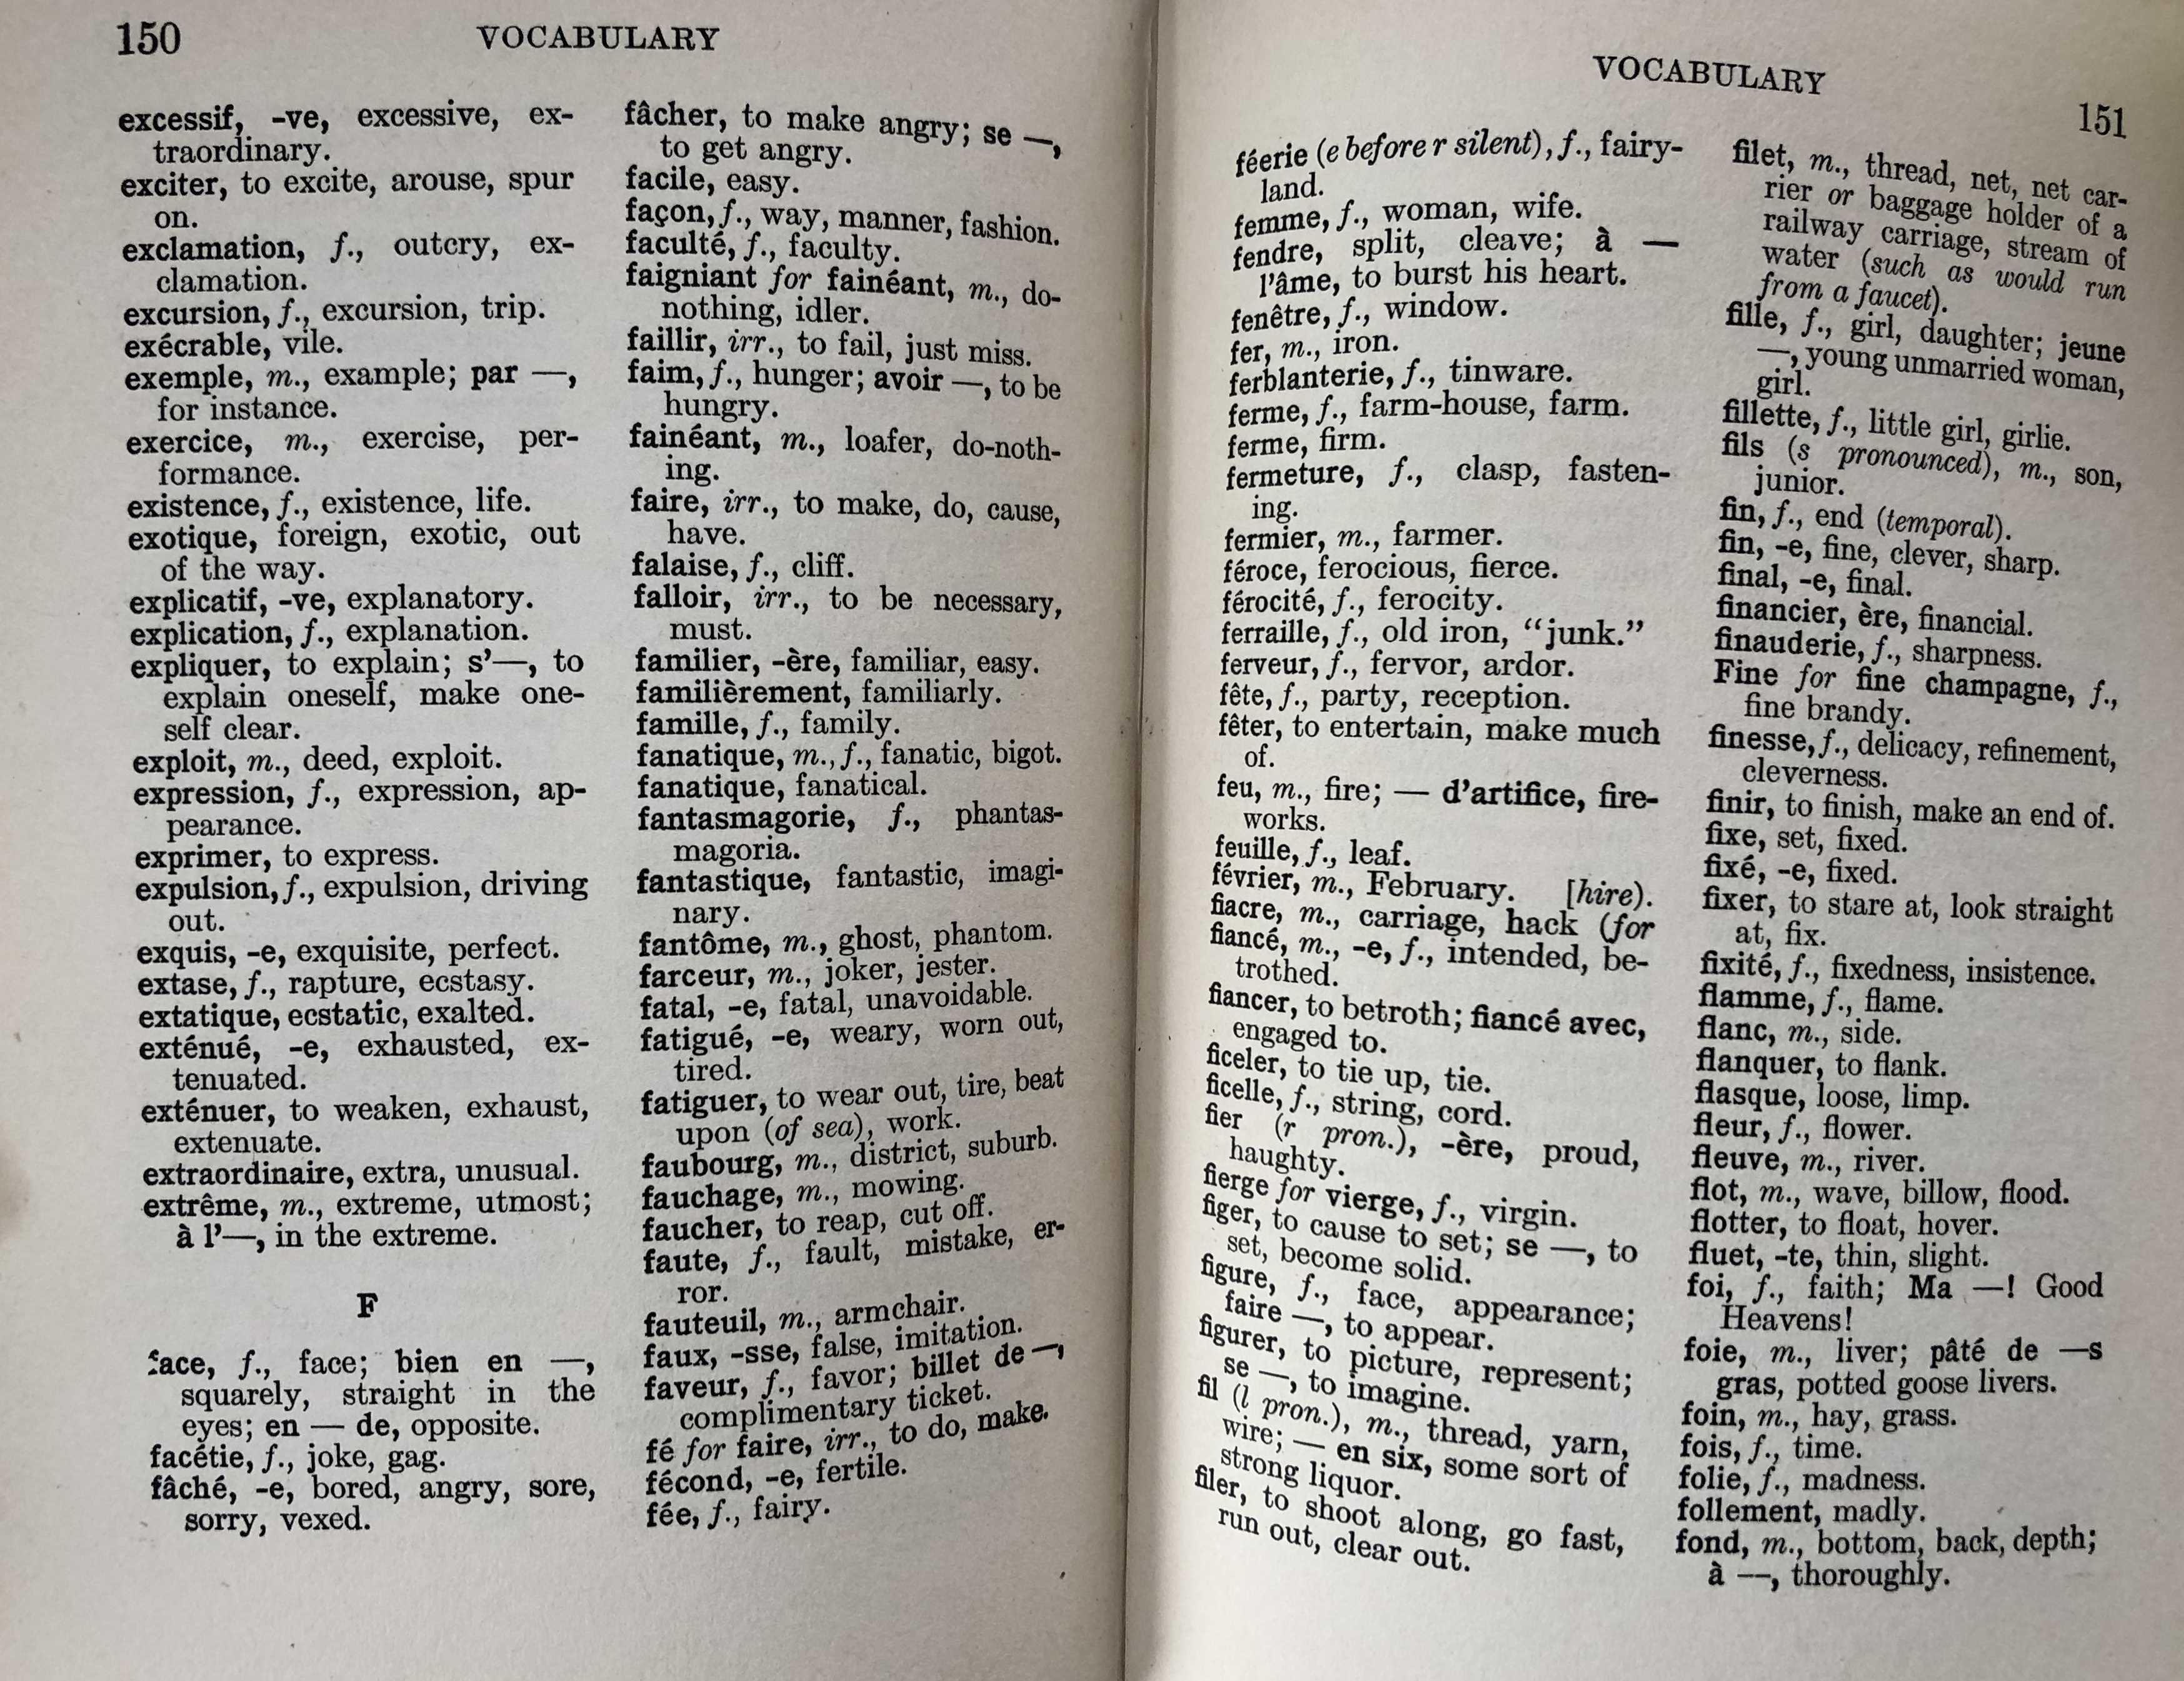 150
VOCABULARY
excessif, -ve, excessive, ex-
traordinary.
exciter, to excite, arouse, spur
on.
exclamation, f., outcry, ex-
clamation.
excursion, f., excursion, trip.
exécrable, vile.
exemple, m., example; par —,
for instance.
exercice, m., exercise, per-
formance.
existence, f., existence, life.
exotique, foreign, exotic, out
of the way.
explicatif, -ve, explanatory.
explication, f., explanation.
expliquer, to explain; s'—, to
explain oneself, make one-
self clear.
exploit, m., deed, exploit.
expression, f., expression, ap-
pearance.
exprimer, to express.
expulsion, f., expulsion, driving
out.
exquis, -e, exquisite, perfect.
extase, f., rapture, ecstasy.
extatique, ecstatic, exalted.
exténué, -e, exhausted, ex-
tenuated.
exténuer, to weaken, exhaust,
extenuate.
extraordinaire, extra, unusual.
extrême, m., extreme, utmost;
à l'—, in the extreme.
F
face, f., face; bien en —,
squarely, straight in the
eyes; en — de, opposite.
facétie, f., joke, gag.
fâché, -e, bored, angry, sore,
sorry, vexed.
fâcher, to make angry; se —,
to get angry.
facile, easy.
façon, f., way, manner, fashion.
faculté, f., faculty.
faigniant for fainéant, m., do-
nothing, idler.
faillir, irr., to fail, just miss.
faim, f., hunger; avoir —, to be
hungry.
fainéant, m., loafer, do-noth-
ing.
faire, irr., to make, do, cause,
have.
falaise, f., cliff.
falloir, irr., to be necessary,
must.
familier, -ère, familiar, easy.
familièrement, familiarly.
famille, f., family.
fanatique, m., f., fanatic, bigot.
fanatique, fanatical.
fantasmagorie, f., phantas-
magoria.
fantastique, fantastic, imagi-
nary.
fantôme, m., ghost, phantom.
farceur, m., joker, jester.
fatal, -e, fatal, unavoidable.
fatigué, -e, weary, worn out,
tired.
fatiguer, to wear out, tire, beat
upon (of sea), work.
faubourg, m., district, suburb.
fauchage, m., mowing.
faucher, to reap, cut off.
faute, f., fault, mistake, er-
ror.
fauteuil, m., armchair.
faux, -sse, false, imitation.
faveur, f., favor; billet de —,
complimentary ticket.
fé for faire, irr., to do, make.
fécond, -e, fertile.
fée, f., fairy.
VOCABULARY
151
féerie (e before r silent), f., fairy-
land.
femme, f., woman, wife.
fendre, split, cleave; à —
l'âme, to burst his heart.
fenêtre, f., window.
fer, m., iron.
ferblanterie, f., tinware.
ferme, f., farm-house, farm.
ferme, firm.
fermeture, f., clasp, fasten-
ing.
fermier, m., farmer.
féroce, ferocious, fierce.
férocité, f., ferocity.
ferraille, f., old iron, "junk."
ferveur, f., fervor, ardor.
fête, f., party, reception.
fêter, to entertain, make much
of.
feu, m., fire; — d'artifice, fire-
works.
feuille, f., leaf.
février, m., February. [hire).
fiacre, m., carriage, hack (for
fiancé, m., -e, f., intended, be-
trothed.
fiancer, to betroth; fiancé avec,
engaged to.
ficeler, to tie up, tie.
ficelle, f., string, cord.
fier (r pron.), -ère, proud,
haughty.
fierge for vierge, f., virgin.
figer, to cause to set; se —, to
set, become solid.
figure, f., face, appearance;
faire —, to appear.
figurer, to picture, represent;
se —, to imagine.
fil (l pron.), m., thread, yarn,
wire; — en six, some sort of
strong liquor.
filer, to shoot along, go fast,
run out, clear out.
filet, m., thread, net, net car-
rier or baggage holder of a
railway carriage, stream of
water (such as would run
from a faucet).
fille, f., girl, daughter; jeune
—, young unmarried woman,
girl.
fillette, f., little girl, girlie.
fils (s pronounced), m., son,
junior.
fin, f., end (temporal).
fin, -e, fine, clever, sharp.
final, -e, final.
financier, ère, financial.
finauderie, f., sharpness.
Fine for fine champagne, f.,
fine brandy.
finesse, f., delicacy, refinement,
cleverness.
finir, to finish, make an end of.
fixe, set, fixed.
fixé, -e, fixed.
fixer, to stare at, look straight
at, fix.
fixité, f., fixedness, insistence.
flamme, f., flame.
flanc, m., side.
flanquer, to flank.
flasque, loose, limp.
fleur, f., flower.
fleuve, m., river.
flot, m., wave, billow, flood.
flotter, to float, hover.
fluet, -te, thin, slight.
foi, f., faith; Ma —! Good
Heavens!
foie, m., liver; pâté de —s
gras, potted goose livers.
foin, m., hay, grass.
fois, f., time.
folie, f., madness.
follement, madly.
fond, m., bottom, back, depth;
à —, thoroughly.